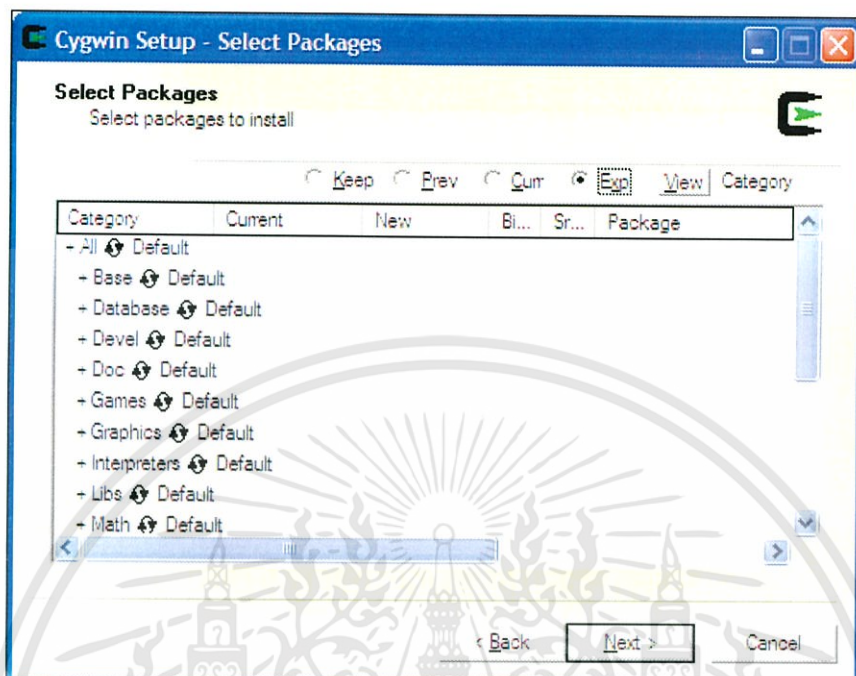 Cygwin Setup - Select Packages
Select Packages
Select packages to install
Keep Prev Curr Exp View Category
Category Current New Bi... Sr... Package
- All Default
+ Base Default
+ Database Default
+ Devel Default
+ Doc Default
+ Games Default
+ Graphics Default
+ Interpreters Default
+ Libs Default
+ Math Default
< Back Next > Cancel